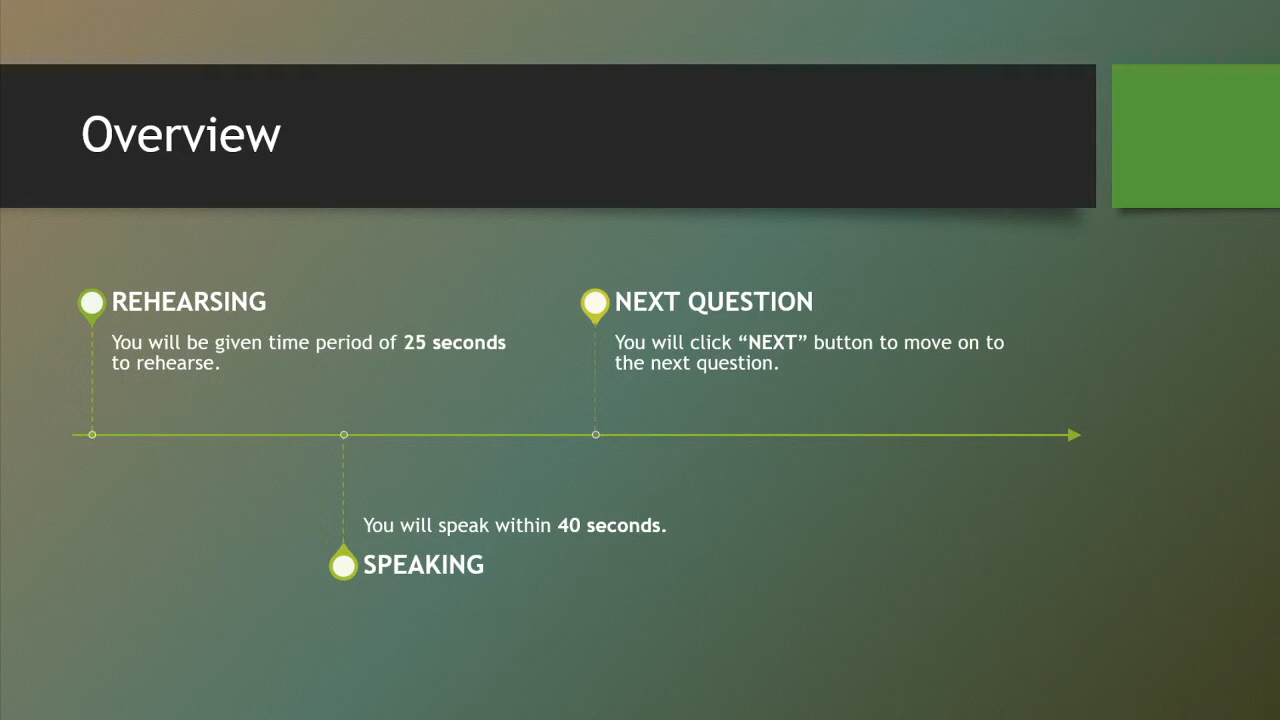 Overview
REHEARSING
You will be given time period of 25 seconds
to rehearse.
NEXT QUESTION
You will click “NEXT” button to move on to
the next question.
You will speak within 40 seconds.
SPEAKING